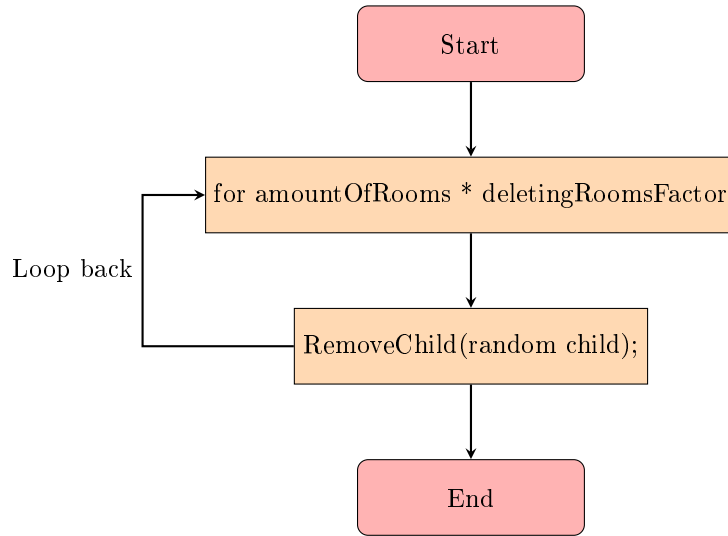 Start
for amountOfRooms * deletingRoomsFactor
Loop back
RemoveChild(random child);
End